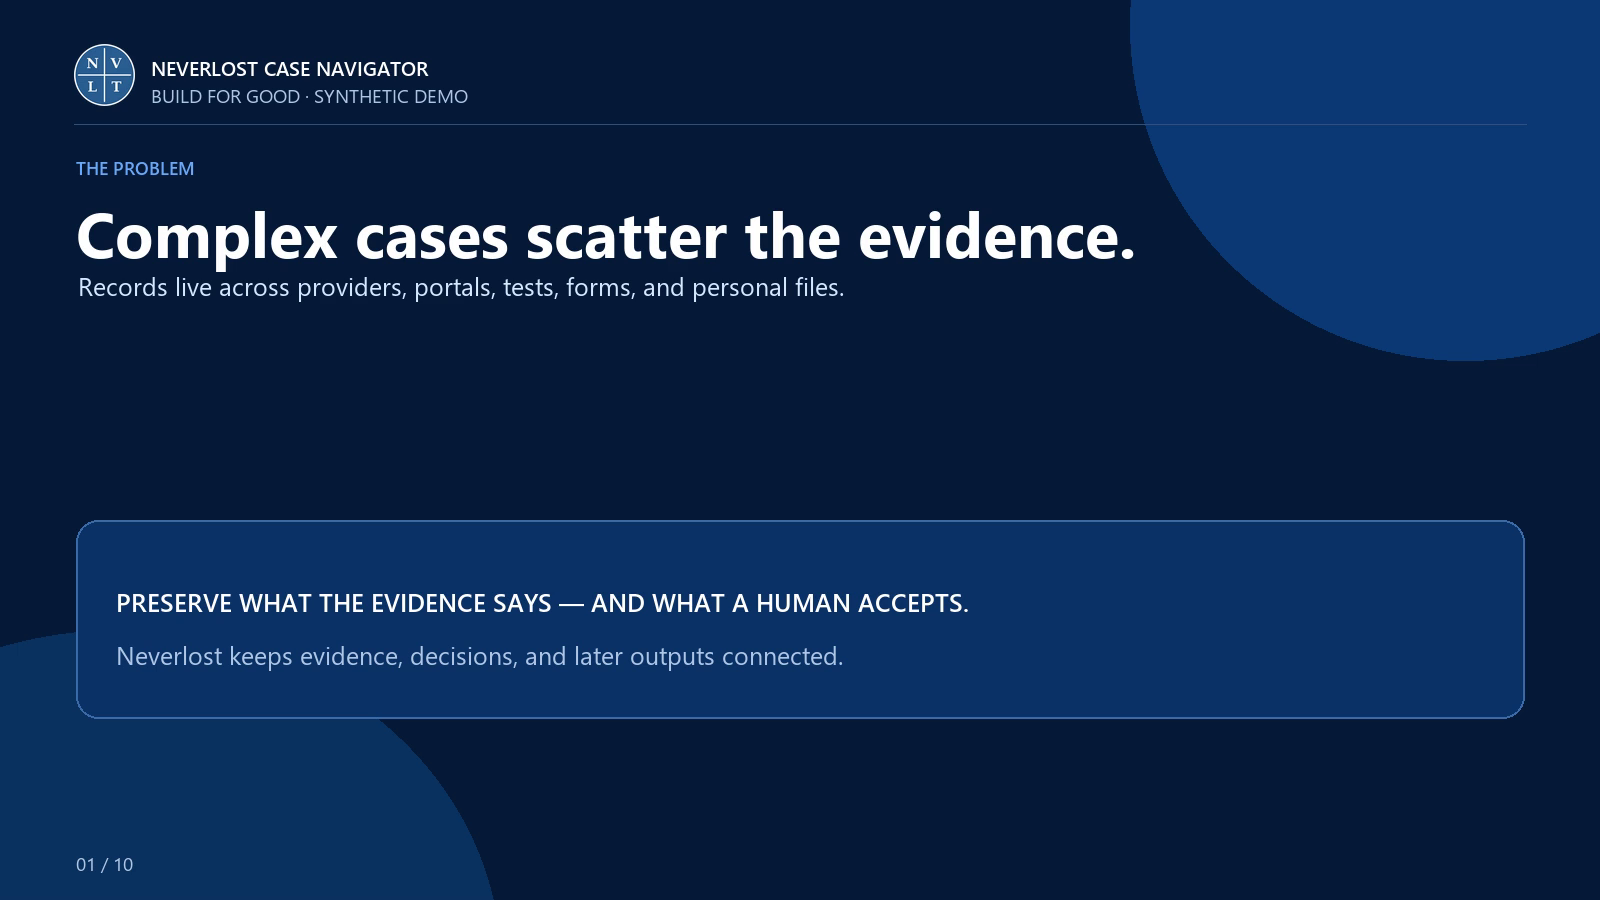 N V
L T
NEVERLOST CASE NAVIGATOR
BUILD FOR GOOD · SYNTHETIC DEMO
THE PROBLEM
Complex cases scatter the evidence.
Records live across providers, portals, tests, forms, and personal files.
PRESERVE WHAT THE EVIDENCE SAYS — AND WHAT A HUMAN ACCEPTS.
Neverlost keeps evidence, decisions, and later outputs connected.
01 / 10